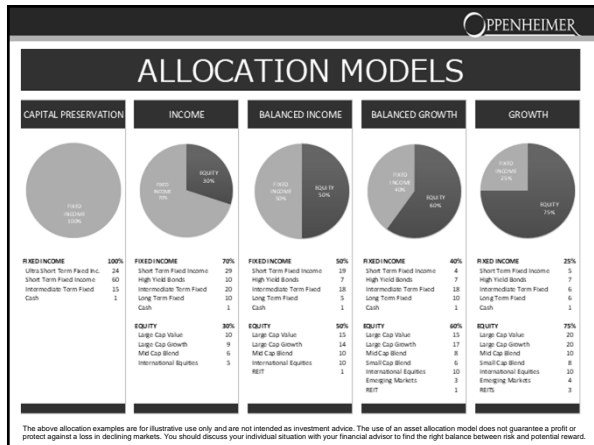 OPPENHEIMER
ALLOCATION MODELS
CAPITAL PRESERVATION
FIXED
INCOME
100%
FIXED INCOME 100%
Ultra Short Term Fixed Inc. 24
Short Term Fixed Income 60
Intermediate Term Fixed 15
Cash 1
INCOME
EQUITY
30%
FIXED
INCOME
70%
FIXED INCOME 70%
Short Term Fixed Income 29
High Yield Bonds 10
Intermediate Term Fixed 20
Long Term Fixed 10
Cash 1
EQUITY 30%
Large Cap Value 10
Large Cap Growth 9
Mid Cap Blend 6
International Equities 5
BALANCED INCOME
FIXED
INCOME
50%
EQUITY
50%
FIXED INCOME 50%
Short Term Fixed Income 19
High Yield Bonds 7
Intermediate Term Fixed 18
Long Term Fixed 5
Cash 1
EQUITY 50%
Large Cap Value 15
Large Cap Growth 14
Mid Cap Blend 10
International Equities 10
REIT 1
BALANCED GROWTH
FIXED
INCOME
40%
EQUITY
60%
FIXED INCOME 40%
Short Term Fixed Income 4
High Yield Bonds 7
Intermediate Term Fixed 18
Long Term Fixed 10
Cash 1
EQUITY 60%
Large Cap Value 15
Large Cap Growth 17
Mid Cap Blend 8
Small Cap Blend 6
International Equities 10
Emerging Markets 3
REIT 1
GROWTH
FIXED
INCOME
25%
EQUITY
75%
FIXED INCOME 25%
Short Term Fixed Income 5
High Yield Bonds 7
Intermediate Term Fixed 6
Long Term Fixed 6
Cash 1
EQUITY 75%
Large Cap Value 20
Large Cap Growth 20
Mid Cap Blend 10
Small Cap Blend 8
International Equities 10
Emerging Markets 4
REITS 3
The above allocation examples are for illustrative use only and are not intended as investment advice. The use of an asset allocation model does not guarantee a profit or
protect against a loss in declining markets. You should discuss your individual situation with your financial advisor to find the right balance between risk and potential reward.